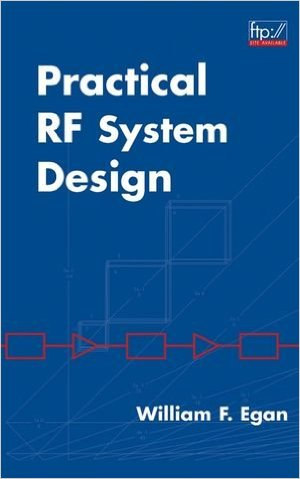 ftp://
SITE AVAILABLE
Practical
RF System
Design
William F. Egan